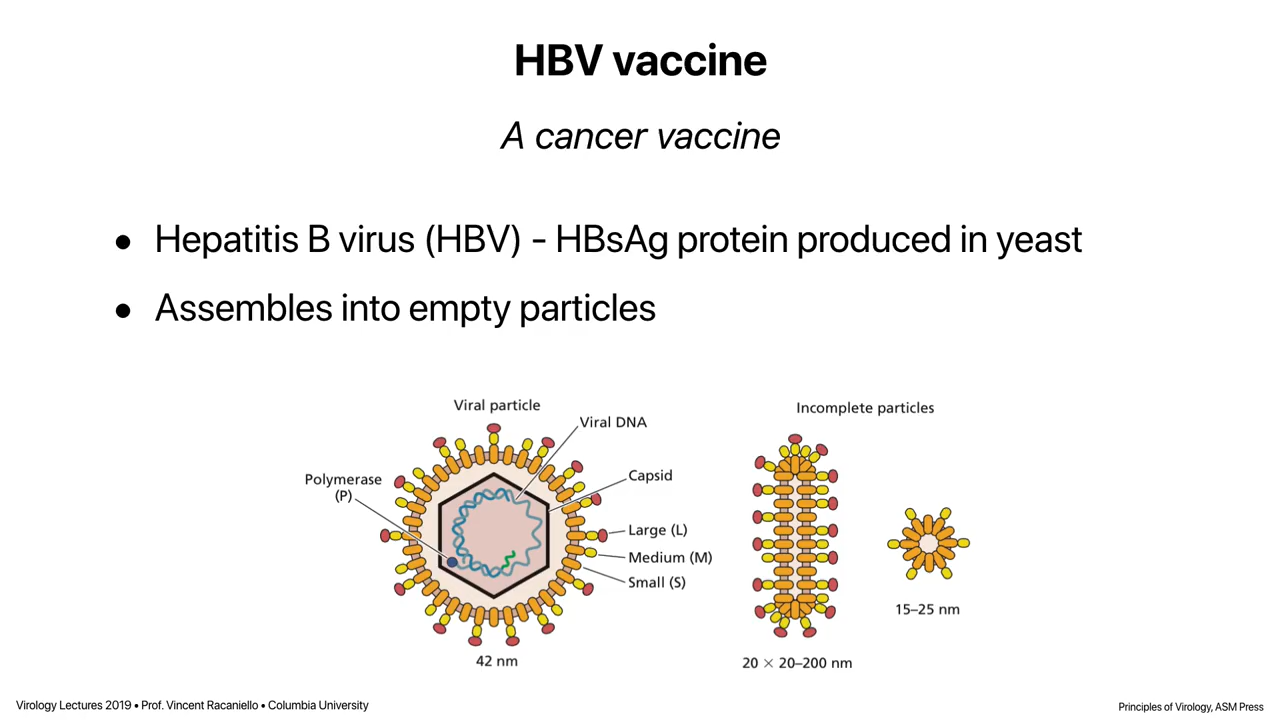 HBV vaccine
A cancer vaccine
• Hepatitis B virus (HBV) - HBsAg protein produced in yeast
• Assembles into empty particles
Viral particle
Viral DNA
Polymerase
(P)
Capsid
Large (L)
Medium (M)
Small (S)
42 nm
Incomplete particles
15–25 nm
20 × 20–200 nm
Virology Lectures 2019 • Prof. Vincent Racaniello • Columbia University
Principles of Virology, ASM Press